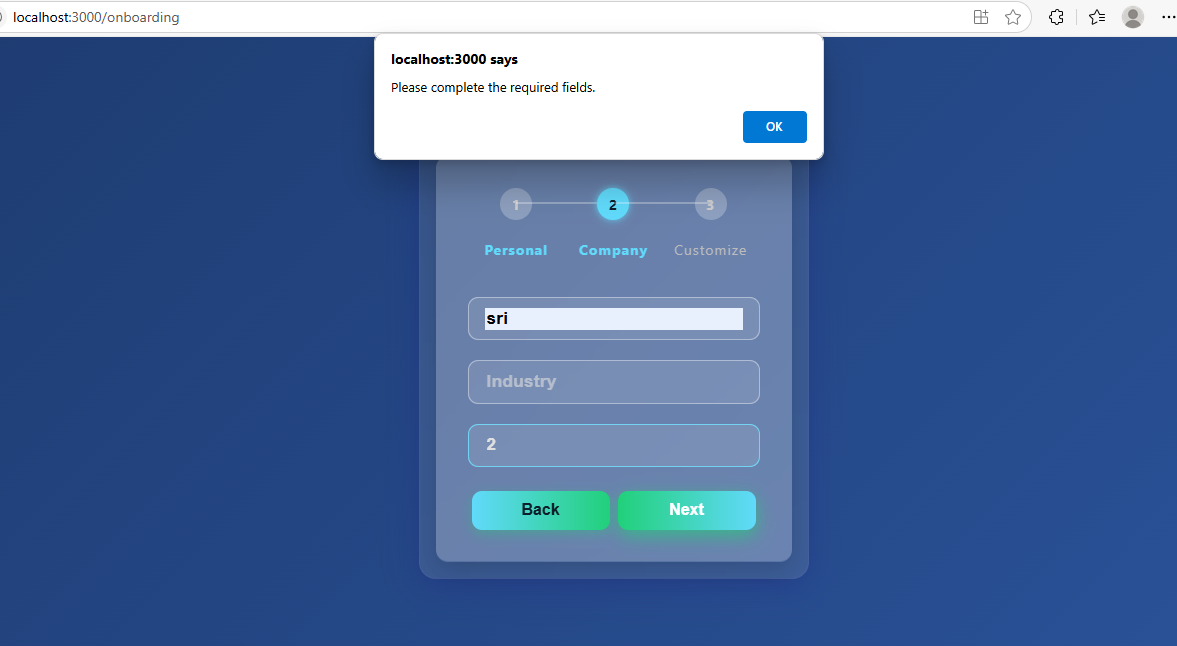 localhost:3000/onboarding
localhost:3000 says
Please complete the required fields.
OK
1 2 3
Personal Company Customize
sri
Industry
2
Back Next